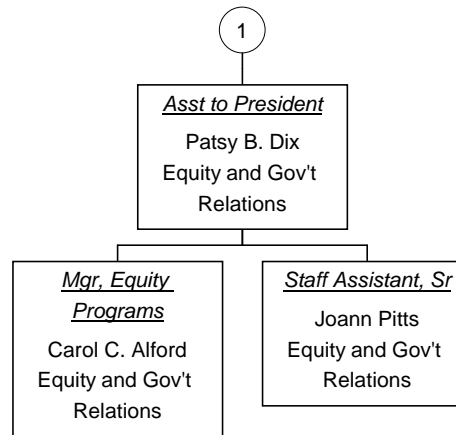 1
Asst to President
Patsy B. Dix
Equity and Gov't
Relations
Mgr, Equity
Programs
Carol C. Alford
Equity and Gov't
Relations
Staff Assistant, Sr
Joann Pitts
Equity and Gov't
Relations